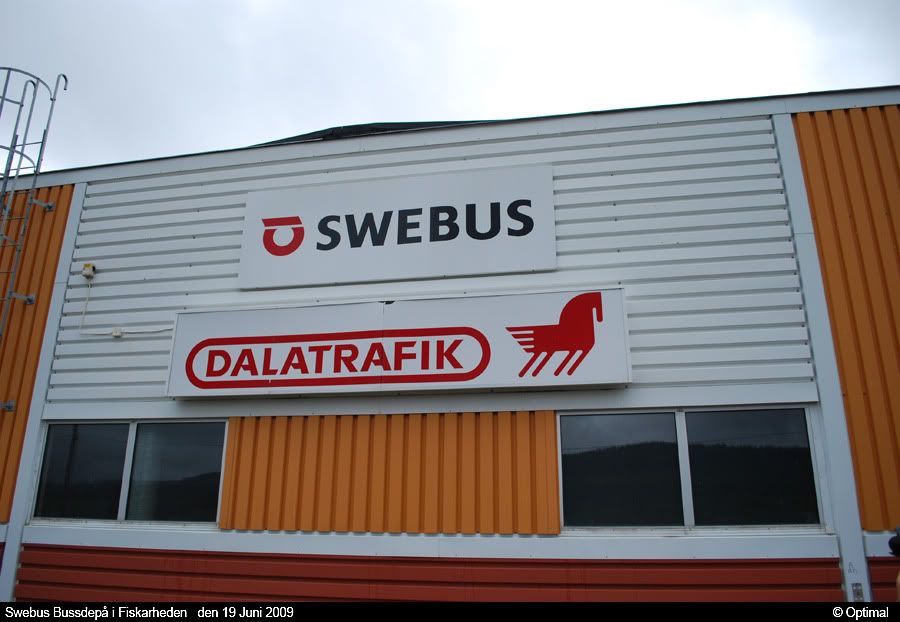 SWEBUS
DALATRAFIK
Swebus Bussdepå i Fiskarheden den 19 Juni 2009
© Optimal